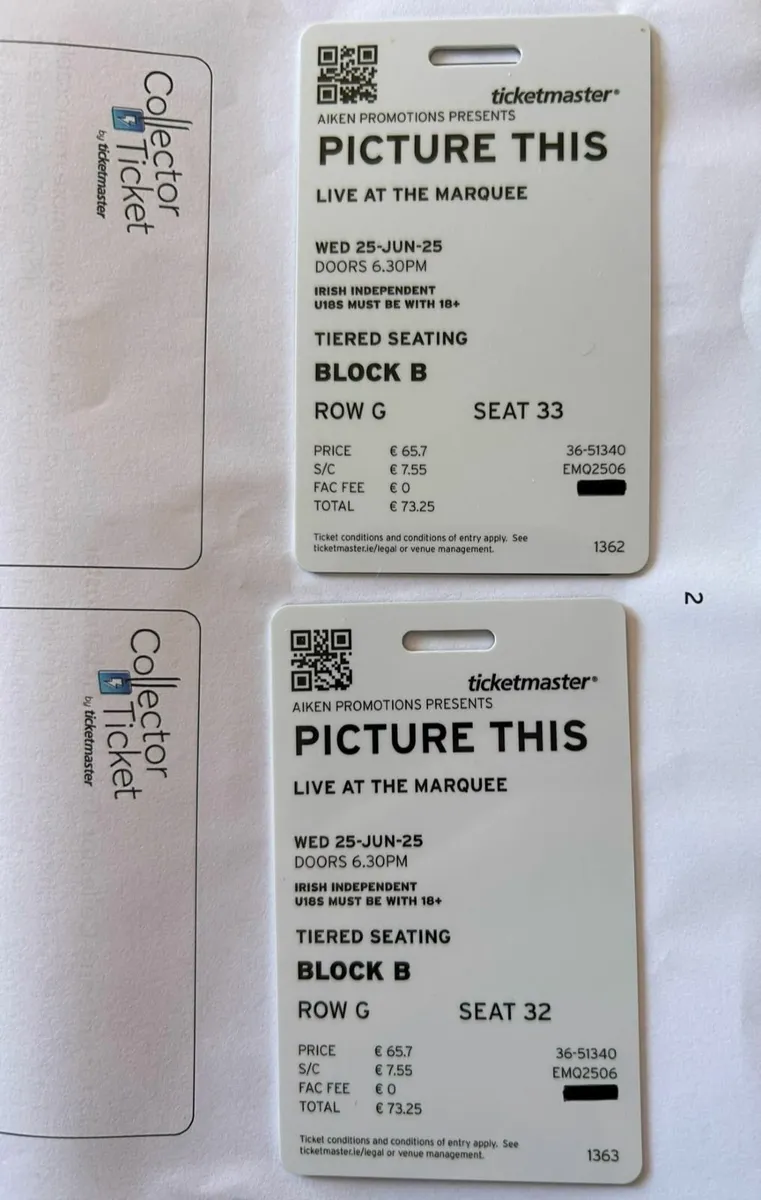 Collector
Ticket
by ticketmaster
ticketmaster®
AIKEN PROMOTIONS PRESENTS
PICTURE THIS
LIVE AT THE MARQUEE
WED 25-JUN-25
DOORS 6.30PM
IRISH INDEPENDENT
U18S MUST BE WITH 18+
TIERED SEATING
BLOCK B
ROW G SEAT 33
PRICE € 65.7 36-51340
S/C € 7.55 EMQ2506
FAC FEE € 0
TOTAL € 73.25
Ticket conditions and conditions of entry apply. See
ticketmaster.ie/legal or venue management.
1362
2
Collector
Ticket
by ticketmaster
ticketmaster®
AIKEN PROMOTIONS PRESENTS
PICTURE THIS
LIVE AT THE MARQUEE
WED 25-JUN-25
DOORS 6.30PM
IRISH INDEPENDENT
U18S MUST BE WITH 18+
TIERED SEATING
BLOCK B
ROW G SEAT 32
PRICE € 65.7 36-51340
S/C € 7.55 EMQ2506
FAC FEE € 0
TOTAL € 73.25
Ticket conditions and conditions of entry apply. See
ticketmaster.ie/legal or venue management.
1363